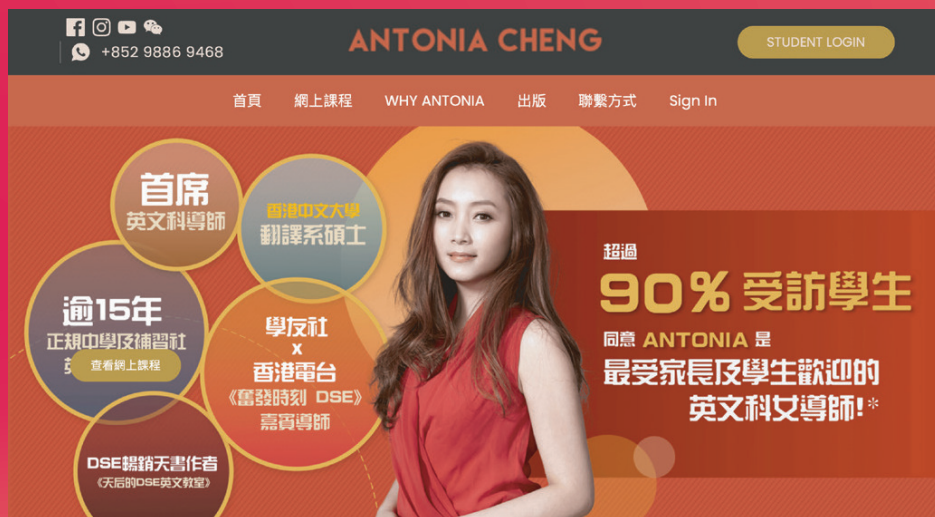 +852 9886 9468
ANTONIA CHENG
STUDENT LOGIN
首頁
網上課程
WHY ANTONIA
出版
聯繫方式
Sign In
首席
英文科導師
香港中文大學
翻譯系碩士
逾15年
正規中學及補習社
查看網上課程
學友社
x
香港電台
《奮發時刻 DSE》
嘉賓導師
DSE暢銷天書作者
《天后的DSE英文教室》
超過
90% 受訪學生
同意 ANTONIA 是
最受家長及學生歡迎的
英文科女導師!*